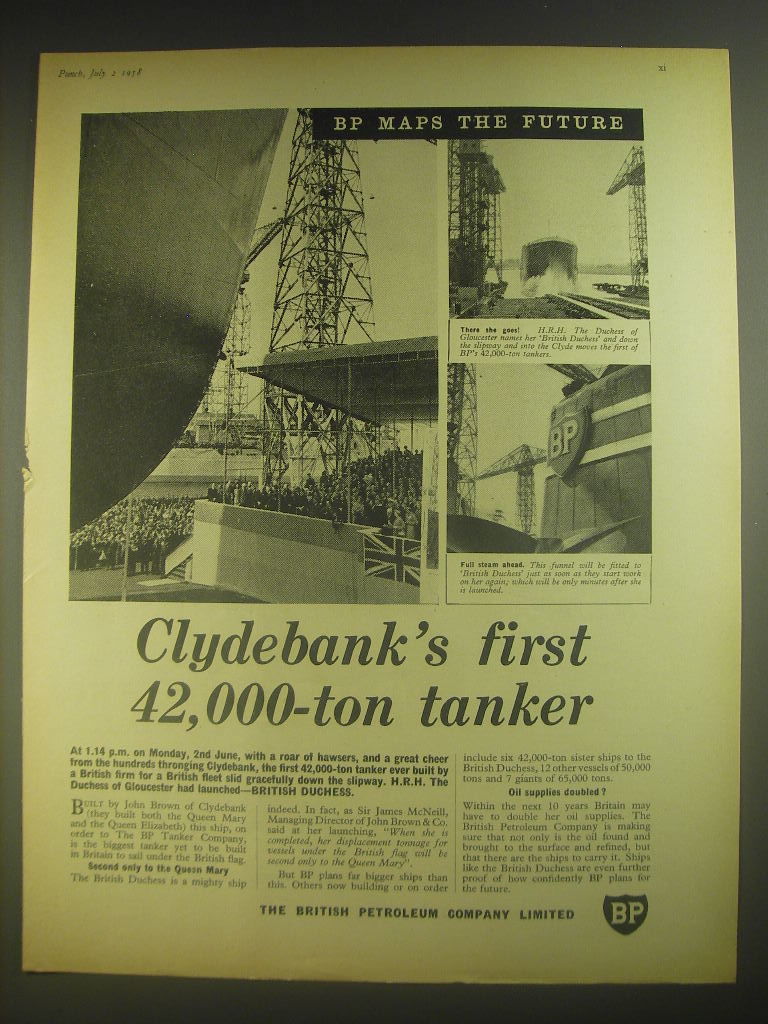 Punch, July 2 1958
xi
BP MAPS THE FUTURE
There she goes! H.R.H. The Duchess of
Gloucester names her 'British Duchess' and down
the slipway and into the Clyde moves the first of
BP's 42,000-ton tankers.
BP
Full steam ahead. This funnel will be fitted to
'British Duchess' just as soon as they start work
on her again; which will be only minutes after she
is launched.
Clydebank's first
42,000-ton tanker
At 1.14 p.m. on Monday, 2nd June, with a roar of hawsers, and a great cheer
from the hundreds thronging Clydebank, the first 42,000-ton tanker ever built by
a British firm for a British fleet slid gracefully down the slipway. H.R.H. The
Duchess of Gloucester had launched—BRITISH DUCHESS.
BUILT by John Brown of Clydebank
(they built both the Queen Mary
and the Queen Elizabeth) this ship, on
order to The BP Tanker Company,
is the biggest tanker yet to be built
in Britain to sail under the British flag.
Second only to the Queen Mary
The British Duchess is a mighty ship
indeed. In fact, as Sir James McNeill,
Managing Director of John Brown & Co.
said at her launching, "When she is
completed, her displacement tonnage for
vessels under the British flag will be
second only to the Queen Mary".
But BP plans far bigger ships than
this. Others now building or on order
include six 42,000-ton sister ships to the
British Duchess, 12 other vessels of 50,000
tons and 7 giants of 65,000 tons.
Oil supplies doubled?
Within the next 10 years Britain may
have to double her oil supplies. The
British Petroleum Company is making
sure that not only is the oil found and
brought to the surface and refined, but
that there are the ships to carry it. Ships
like the British Duchess are even further
proof of how confidently BP plans for
the future.
THE BRITISH PETROLEUM COMPANY LIMITED
BP